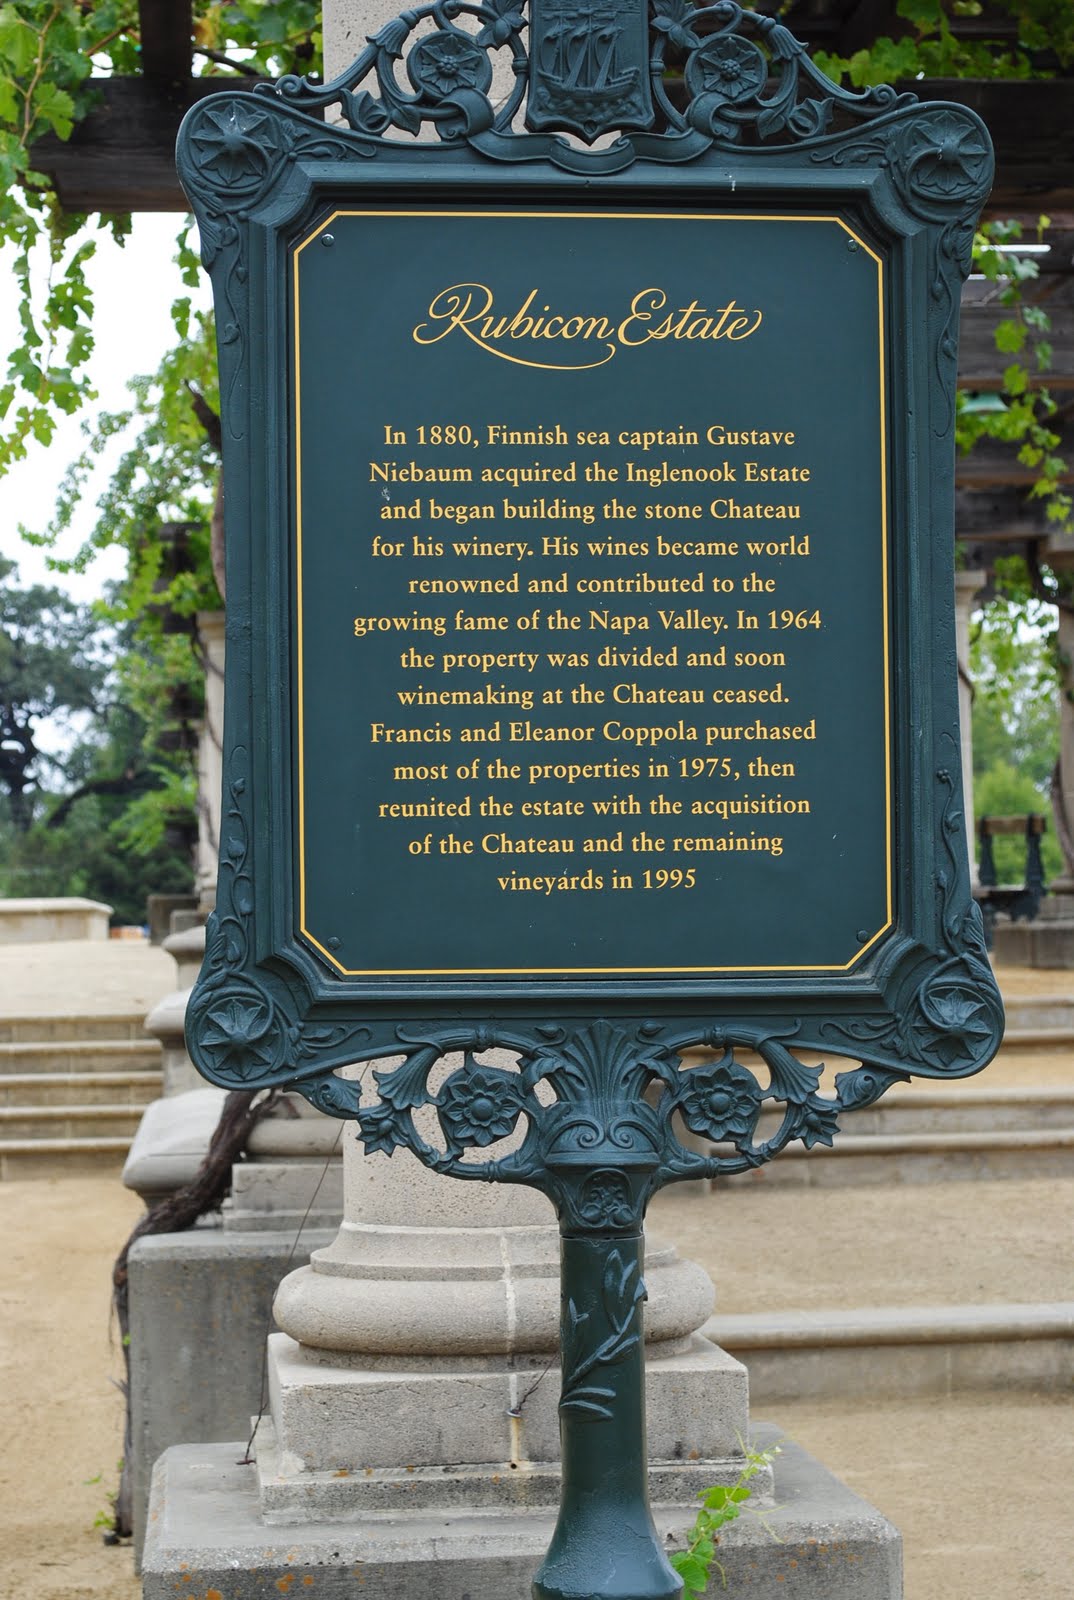 Rubicon Estate
In 1880, Finnish sea captain Gustave
Niebaum acquired the Inglenook Estate
and began building the stone Chateau
for his winery. His wines became world
renowned and contributed to the
growing fame of the Napa Valley. In 1964
the property was divided and soon
winemaking at the Chateau ceased.
Francis and Eleanor Coppola purchased
most of the properties in 1975, then
reunited the estate with the acquisition
of the Chateau and the remaining
vineyards in 1995